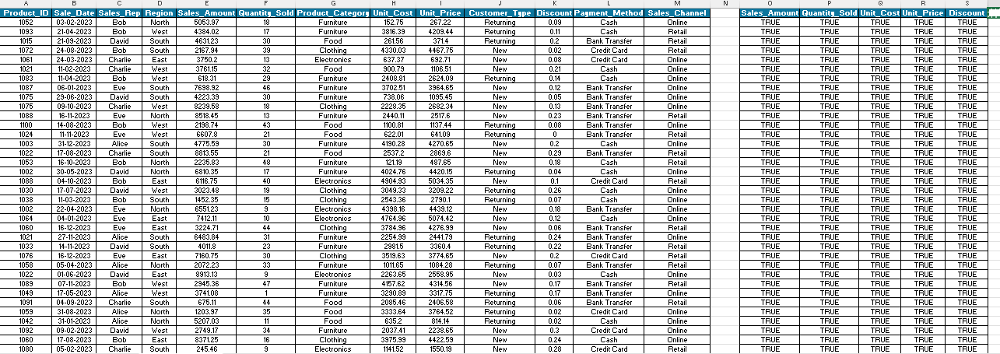 A B C D E F G H I J K L M N O P Q R S
Product_ID Sale_Date Sales_Rep Region Sales_Amount Quantity_Sold Product_Category Unit_Cost Unit_Price Customer_Type Discount Payment_Method Sales_Channel Sales_Amount Quantity_Sold Unit_Cost Unit_Price Discount
1052 03-02-2023 Bob North 5053.97 18 Furniture 152.75 267.22 Returning 0.09 Cash Online TRUE TRUE TRUE TRUE TRUE
1093 21-04-2023 Bob West 4384.02 17 Furniture 3816.39 4209.44 Returning 0.11 Cash Retail TRUE TRUE TRUE TRUE TRUE
1015 21-09-2023 David South 4631.23 30 Food 261.56 371.4 Returning 0.2 Bank Transfer Retail TRUE TRUE TRUE TRUE TRUE
1072 24-08-2023 Bob South 2167.94 39 Clothing 4330.03 4467.75 New 0.02 Credit Card Retail TRUE TRUE TRUE TRUE TRUE
1061 24-03-2023 Charlie East 3750.2 13 Electronics 637.37 692.71 New 0.08 Credit Card Online TRUE TRUE TRUE TRUE TRUE
1021 11-02-2023 Charlie West 3761.15 32 Food 900.79 1106.51 New 0.21 Cash Online TRUE TRUE TRUE TRUE TRUE
1083 11-04-2023 Bob West 618.31 29 Furniture 2408.81 2624.09 Returning 0.14 Cash Online TRUE TRUE TRUE TRUE TRUE
1087 06-01-2023 Eve South 7698.92 46 Furniture 3702.51 3964.65 New 0.12 Bank Transfer Online TRUE TRUE TRUE TRUE TRUE
1075 29-06-2023 David South 4223.39 30 Furniture 738.06 1095.45 New 0.05 Bank Transfer Online TRUE TRUE TRUE TRUE TRUE
1075 09-10-2023 Charlie West 8239.58 18 Clothing 2228.35 2682.34 New 0.13 Bank Transfer Online TRUE TRUE TRUE TRUE TRUE
1088 16-11-2023 Eve North 8518.45 13 Furniture 2440.11 2517.6 New 0.23 Bank Transfer Retail TRUE TRUE TRUE TRUE TRUE
1100 14-08-2023 Bob West 2198.74 43 Food 1100.81 1137.44 Returning 0.08 Bank Transfer Online TRUE TRUE TRUE TRUE TRUE
1024 11-11-2023 Eve West 6607.8 21 Food 622.01 641.09 Returning 0 Bank Transfer Retail TRUE TRUE TRUE TRUE TRUE
1003 31-12-2023 Alice South 4775.59 30 Furniture 4190.28 4270.65 New 0.2 Cash Online TRUE TRUE TRUE TRUE TRUE
1022 17-08-2023 Charlie South 8813.55 21 Food 2537.2 2869.6 New 0.29 Bank Transfer Online TRUE TRUE TRUE TRUE TRUE
1053 16-10-2023 Bob North 2235.83 48 Furniture 121.19 487.65 New 0.18 Cash Retail TRUE TRUE TRUE TRUE TRUE
1002 30-05-2023 David North 6810.35 17 Furniture 4024.76 4420.15 Returning 0.04 Cash Online TRUE TRUE TRUE TRUE TRUE
1088 04-10-2023 Bob East 6116.75 40 Electronics 4904.93 5034.35 New 0.1 Credit Card Retail TRUE TRUE TRUE TRUE TRUE
1030 17-07-2023 David West 3023.48 19 Clothing 3049.33 3209.22 Returning 0.26 Cash Online TRUE TRUE TRUE TRUE TRUE
1038 11-03-2023 Bob South 1452.35 15 Clothing 2543.36 2790.1 Returning 0.07 Cash Online TRUE TRUE TRUE TRUE TRUE
1002 22-04-2023 Eve North 6551.23 9 Electronics 4398.16 4439.12 New 0.18 Bank Transfer Online TRUE TRUE TRUE TRUE TRUE
1064 04-01-2023 Eve East 7412.11 10 Electronics 4764.96 5074.42 New 0.12 Cash Online TRUE TRUE TRUE TRUE TRUE
1060 16-12-2023 Eve East 3224.71 44 Clothing 3784.96 4276.99 New 0.06 Bank Transfer Retail TRUE TRUE TRUE TRUE TRUE
1021 27-11-2023 Alice South 6483.84 31 Furniture 2254.99 2441.79 Returning 0.24 Bank Transfer Online TRUE TRUE TRUE TRUE TRUE
1033 14-11-2023 David South 4011.8 23 Furniture 2981.5 3360.4 Returning 0.22 Bank Transfer Retail TRUE TRUE TRUE TRUE TRUE
1076 16-12-2023 Eve East 7160.75 30 Clothing 3519.63 3774.65 New 0.2 Credit Card Retail TRUE TRUE TRUE TRUE TRUE
1058 05-04-2023 Alice North 2072.23 33 Furniture 1011.65 1084.28 Returning 0.07 Bank Transfer Retail TRUE TRUE TRUE TRUE TRUE
1022 01-06-2023 David East 8913.13 9 Electronics 2263.65 2558.95 New 0.03 Cash Online TRUE TRUE TRUE TRUE TRUE
1089 07-11-2023 Bob West 2945.36 47 Furniture 4157.62 4314.56 New 0.17 Bank Transfer Retail TRUE TRUE TRUE TRUE TRUE
1049 17-05-2023 Alice West 3741.08 1 Furniture 3290.89 3317.75 Returning 0.17 Bank Transfer Online TRUE TRUE TRUE TRUE TRUE
1091 04-09-2023 Charlie South 675.11 44 Food 2085.46 2406.58 Returning 0.06 Bank Transfer Retail TRUE TRUE TRUE TRUE TRUE
1059 31-08-2023 Alice North 1203.97 35 Food 3333.64 3764.52 Returning 0.02 Credit Card Online TRUE TRUE TRUE TRUE TRUE
1042 31-01-2023 Alice North 5207.03 11 Food 635.2 814.14 Returning 0.02 Cash Online TRUE TRUE TRUE TRUE TRUE
1092 09-02-2023 David West 2749.17 34 Furniture 2037.41 2238.65 New 0.3 Credit Card Online TRUE TRUE TRUE TRUE TRUE
1060 17-08-2023 Bob East 8371.25 16 Clothing 3975.99 4422.59 New 0.24 Cash Online TRUE TRUE TRUE TRUE TRUE
1080 05-02-2023 Charlie South 245.46 9 Electronics 1141.52 1550.19 New 0.28 Credit Card Retail TRUE TRUE TRUE TRUE TRUE